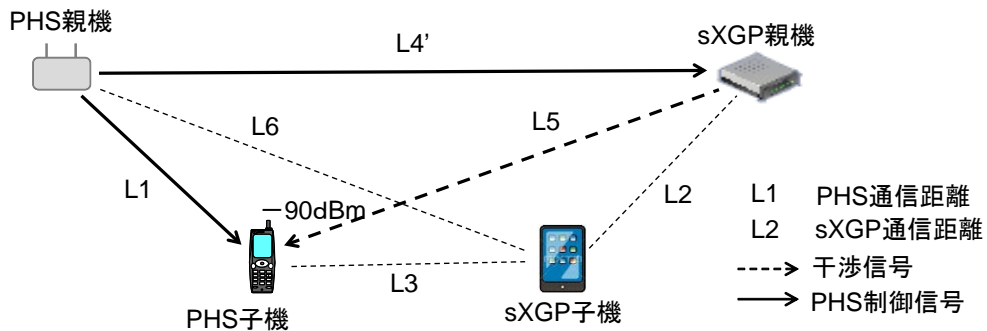 PHS親機
L4’
sXGP親機
L6
L5
L1
L2
－90dBm
L3
PHS子機
sXGP子機
L1 PHS通信距離
L2 sXGP通信距離
干渉信号
PHS制御信号